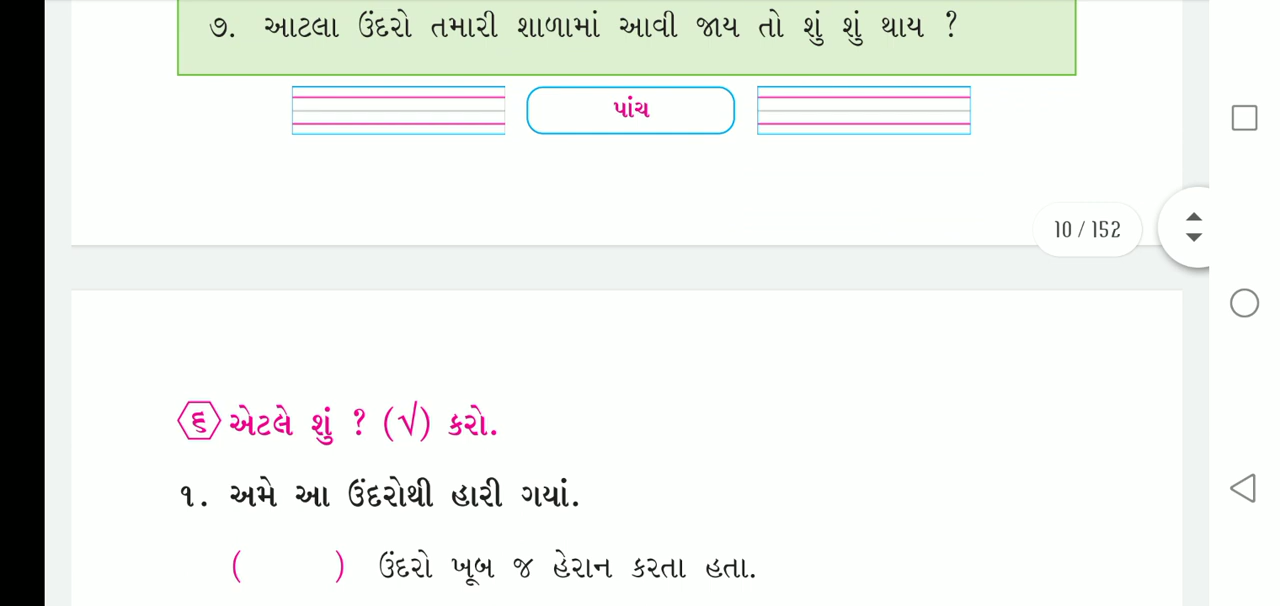 ૭. આટલા ઉંદરો તમારી શાળામાં આવી જાય તો શું શું થાય ?
પાંચ
10 / 152
૬ એટલે શું ? (√) કરો.
૧. અમે આ ઉંદરોથી હારી ગયાં.
( ) ઉંદરો ખૂબ જ હેરાન કરતા હતા.